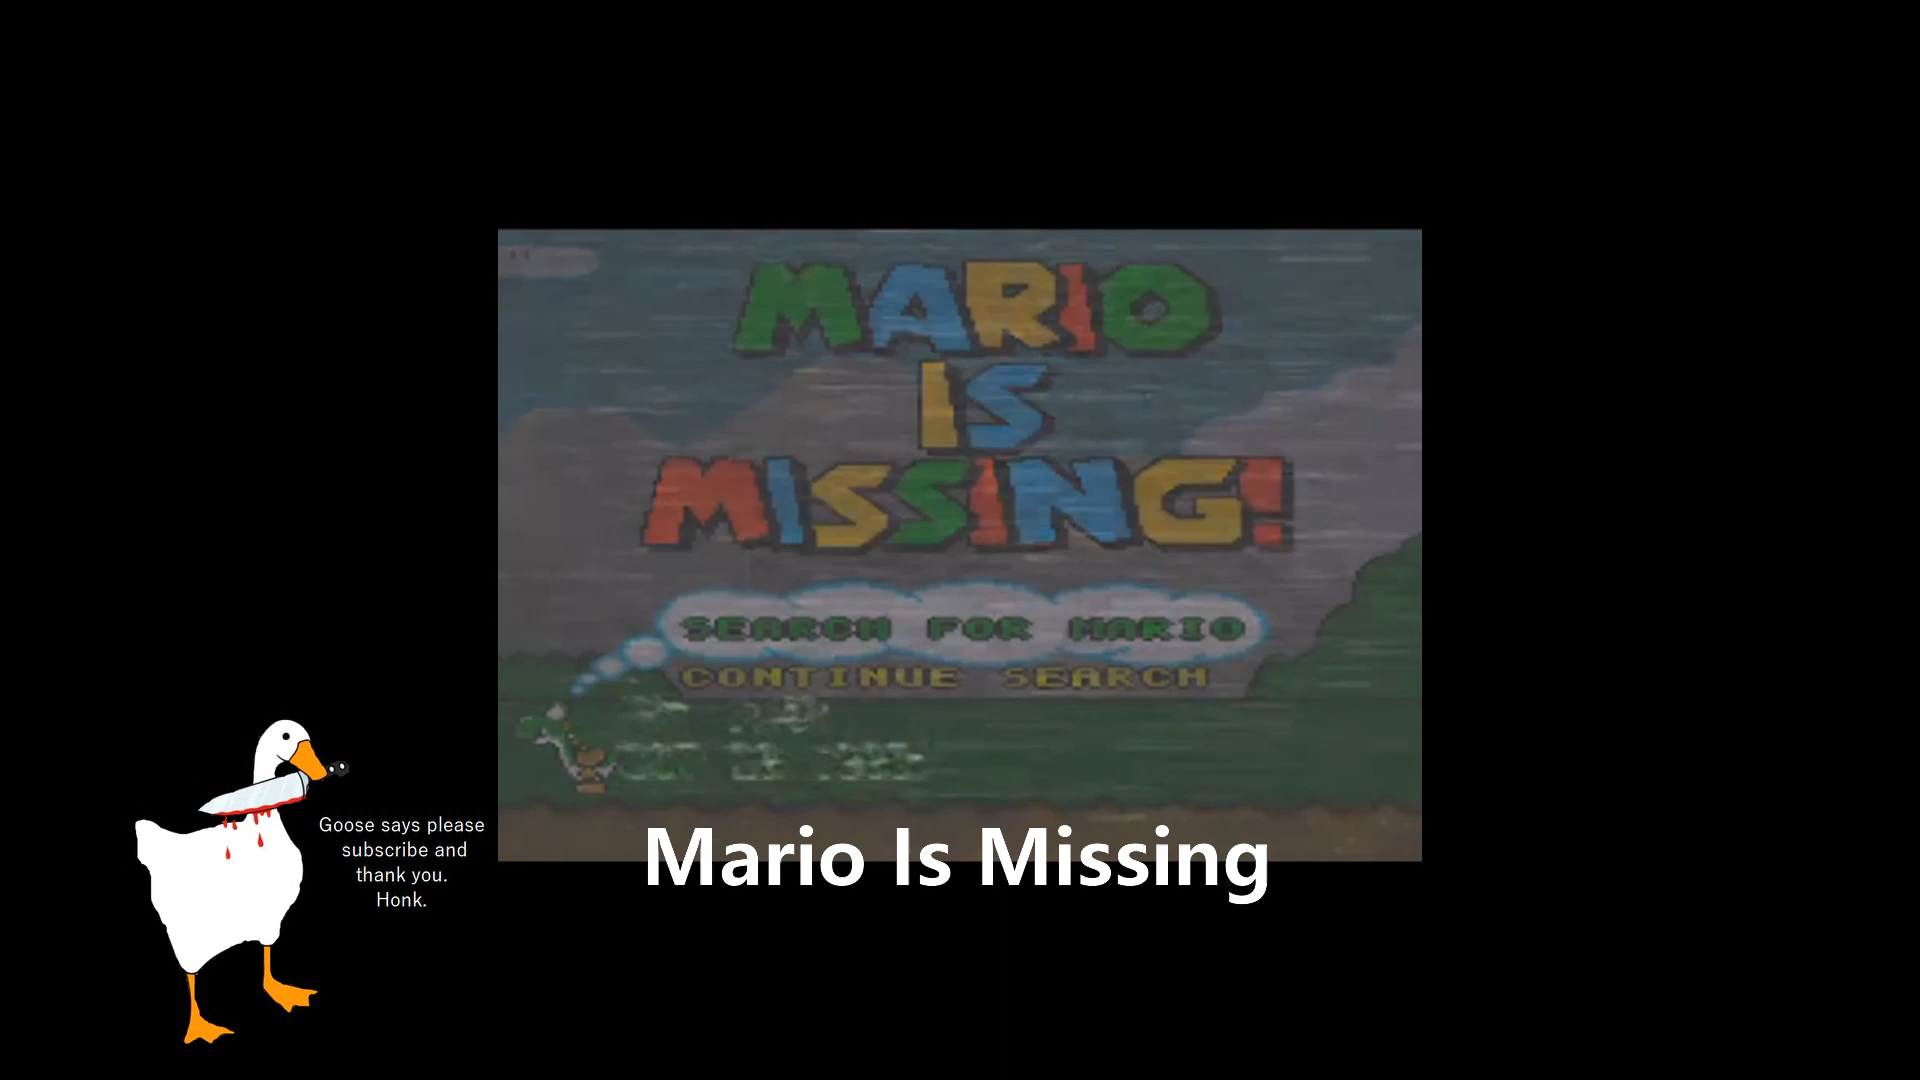 MARIO
IS
MISSING!
SEARCH FOR MARIO
CONTINUE SEARCH
Goose says please
subscribe and
thank you.
Honk.
Mario Is Missing